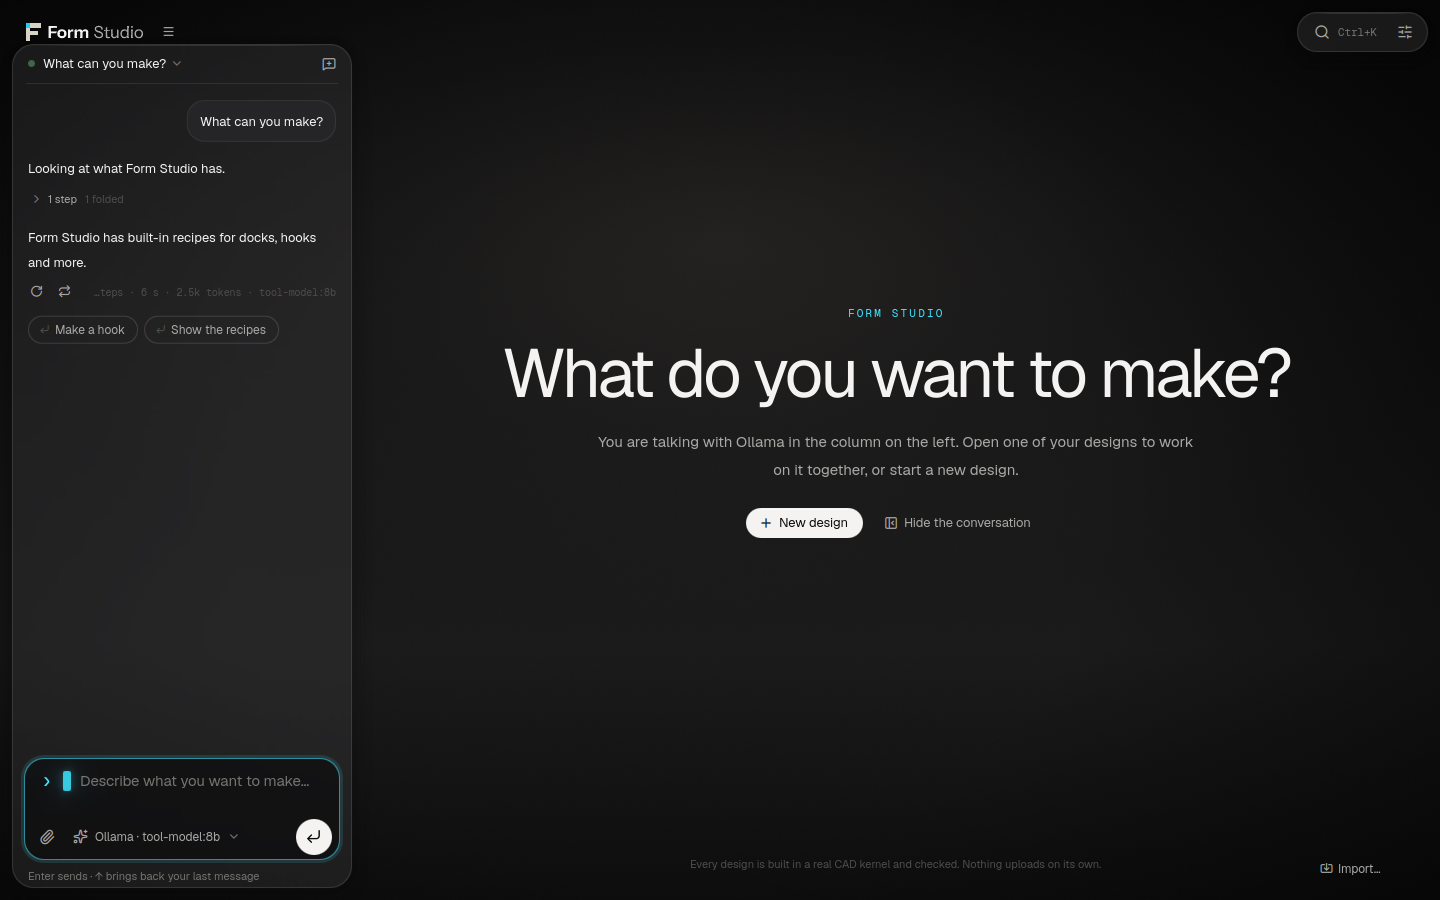 Form Studio
Ctrl+K
What can you make?
What can you make?
Looking at what Form Studio has.
1 step 1 folded
Form Studio has built-in recipes for docks, hooks
and more.
…teps · 6 s · 2.5k tokens · tool-model:8b
Make a hook
Show the recipes
FORM STUDIO
What do you want to make?
You are talking with Ollama in the column on the left. Open one of your designs to work
on it together, or start a new design.
New design
Hide the conversation
Describe what you want to make…
Ollama · tool-model:8b
Enter sends · ↑ brings back your last message
Every design is built in a real CAD kernel and checked. Nothing uploads on its own.
Import…